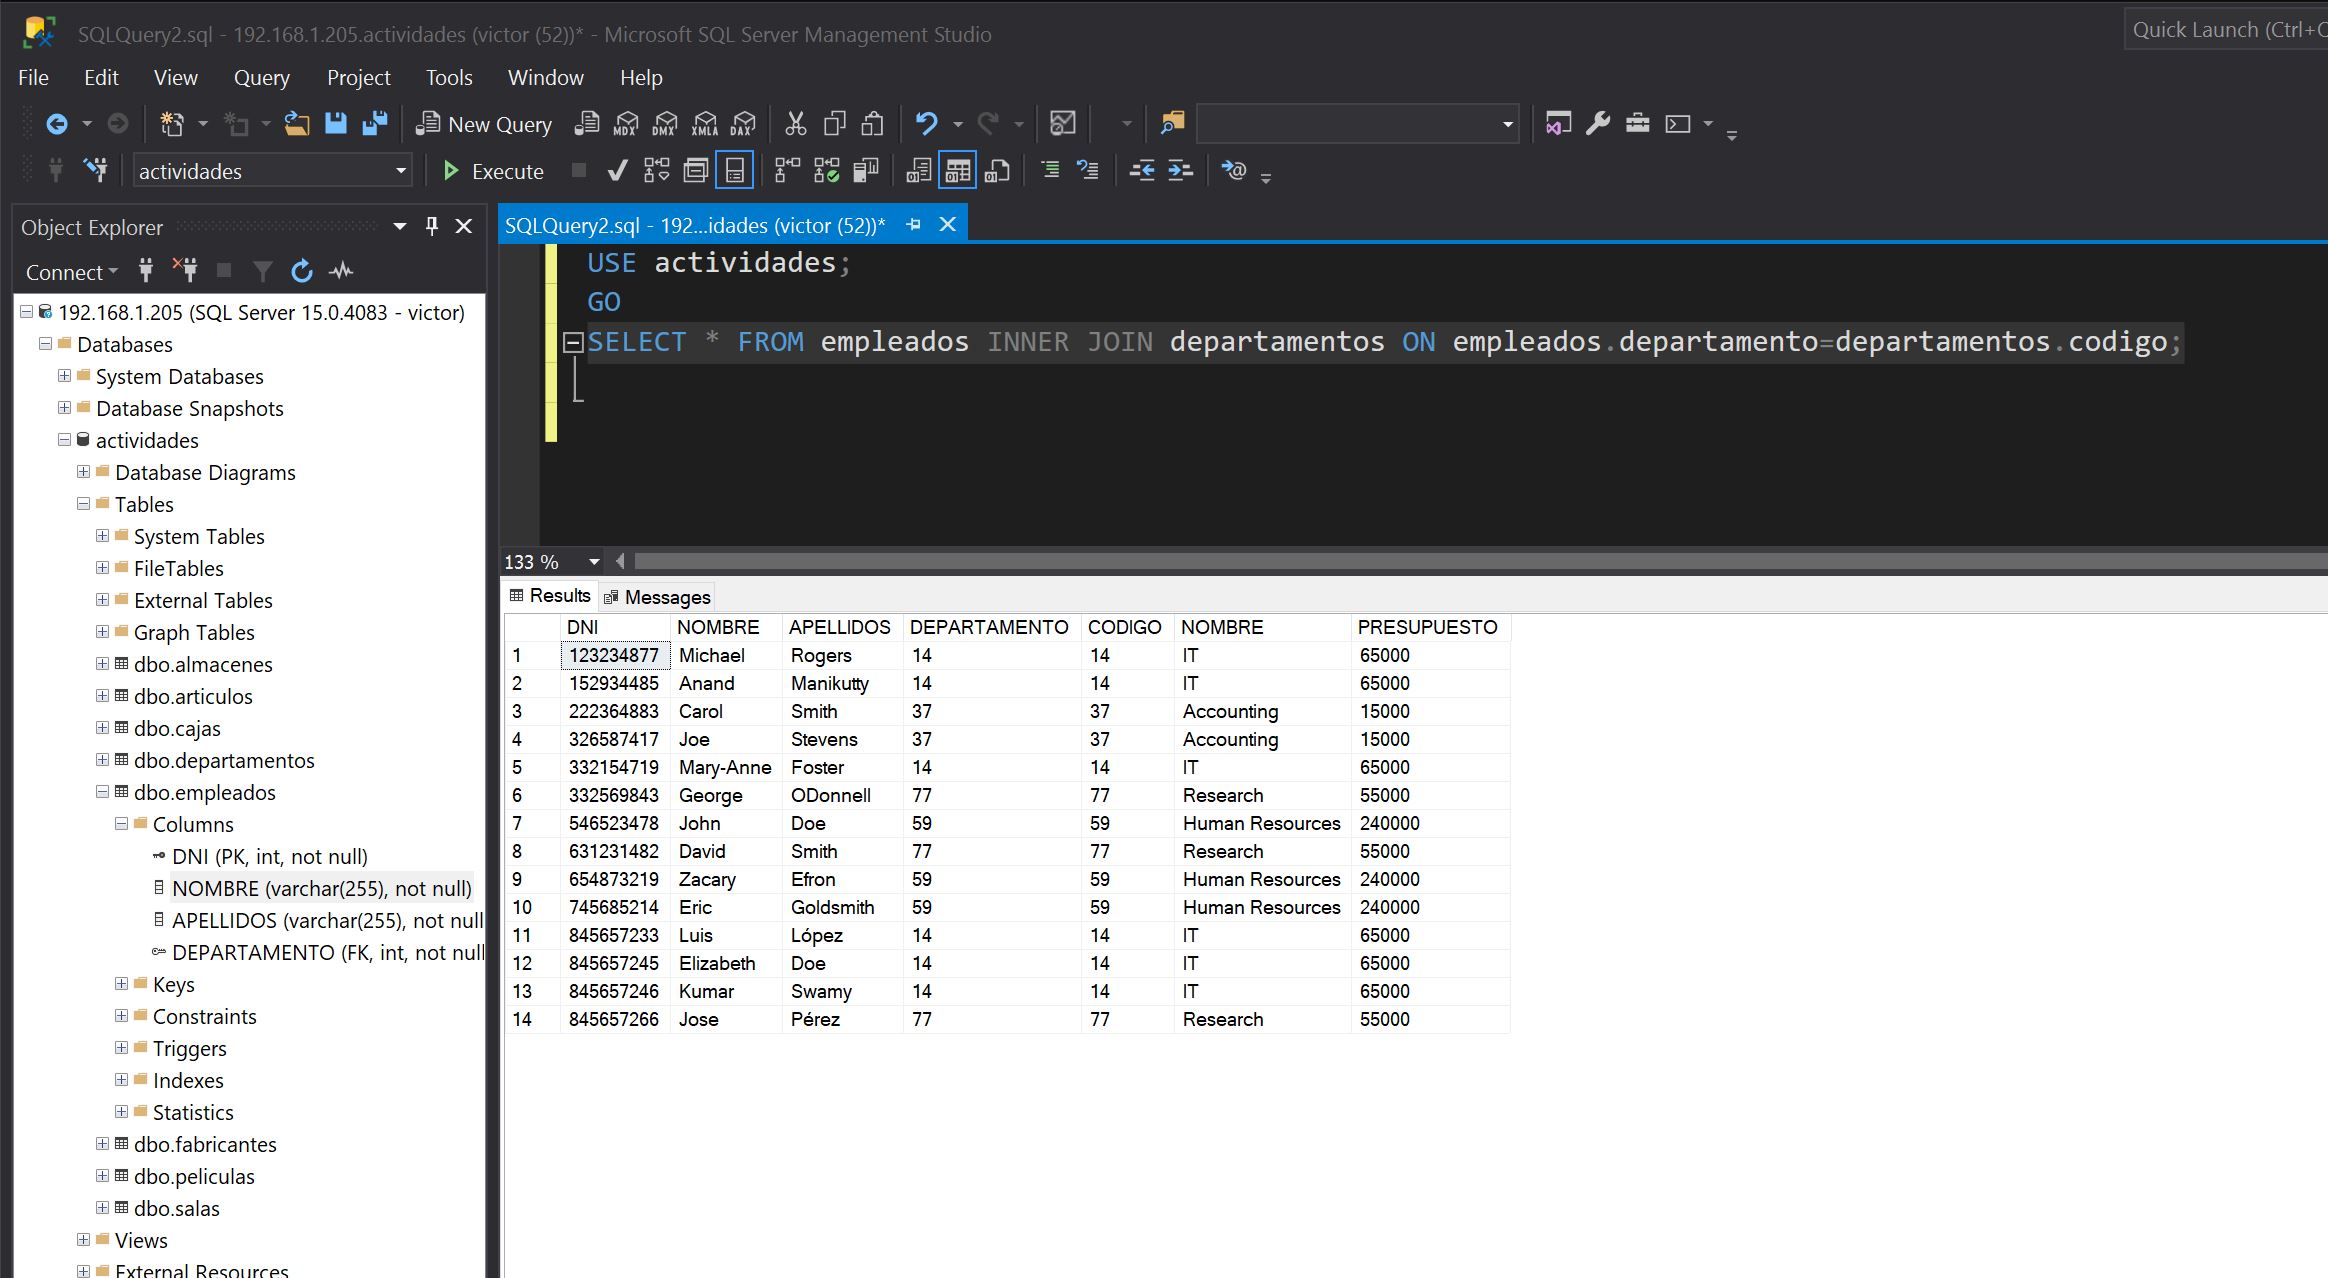 SQLQuery2.sql - 192.168.1.205.actividades (victor (52))* - Microsoft SQL Server Management Studio
Quick Launch (Ctrl+
File Edit View Query Project Tools Window Help
New Query MDX DMX XMLA DAX
actividades Execute
Object Explorer
Connect
192.168.1.205 (SQL Server 15.0.4083 - victor)
Databases
System Databases
Database Snapshots
actividades
Database Diagrams
Tables
System Tables
FileTables
External Tables
Graph Tables
dbo.almacenes
dbo.articulos
dbo.cajas
dbo.departamentos
dbo.empleados
Columns
DNI (PK, int, not null)
NOMBRE (varchar(255), not null)
APELLIDOS (varchar(255), not null
DEPARTAMENTO (FK, int, not null
Keys
Constraints
Triggers
Indexes
Statistics
dbo.fabricantes
dbo.peliculas
dbo.salas
Views
External Resources
SQLQuery2.sql - 192...idades (victor (52))*
USE actividades;
GO
SELECT * FROM empleados INNER JOIN departamentos ON empleados.departamento=departamentos.codigo;
133 %
Results Messages
DNI NOMBRE APELLIDOS DEPARTAMENTO CODIGO NOMBRE PRESUPUESTO
1 123234877 Michael Rogers 14 14 IT 65000
2 152934485 Anand Manikutty 14 14 IT 65000
3 222364883 Carol Smith 37 37 Accounting 15000
4 326587417 Joe Stevens 37 37 Accounting 15000
5 332154719 Mary-Anne Foster 14 14 IT 65000
6 332569843 George ODonnell 77 77 Research 55000
7 546523478 John Doe 59 59 Human Resources 240000
8 631231482 David Smith 77 77 Research 55000
9 654873219 Zacary Efron 59 59 Human Resources 240000
10 745685214 Eric Goldsmith 59 59 Human Resources 240000
11 845657233 Luis López 14 14 IT 65000
12 845657245 Elizabeth Doe 14 14 IT 65000
13 845657246 Kumar Swamy 14 14 IT 65000
14 845657266 Jose Pérez 77 77 Research 55000